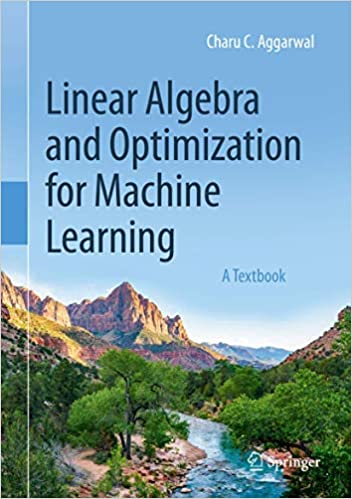 Charu C. Aggarwal
Linear Algebra
and Optimization
for Machine
Learning
A Textbook
Springer